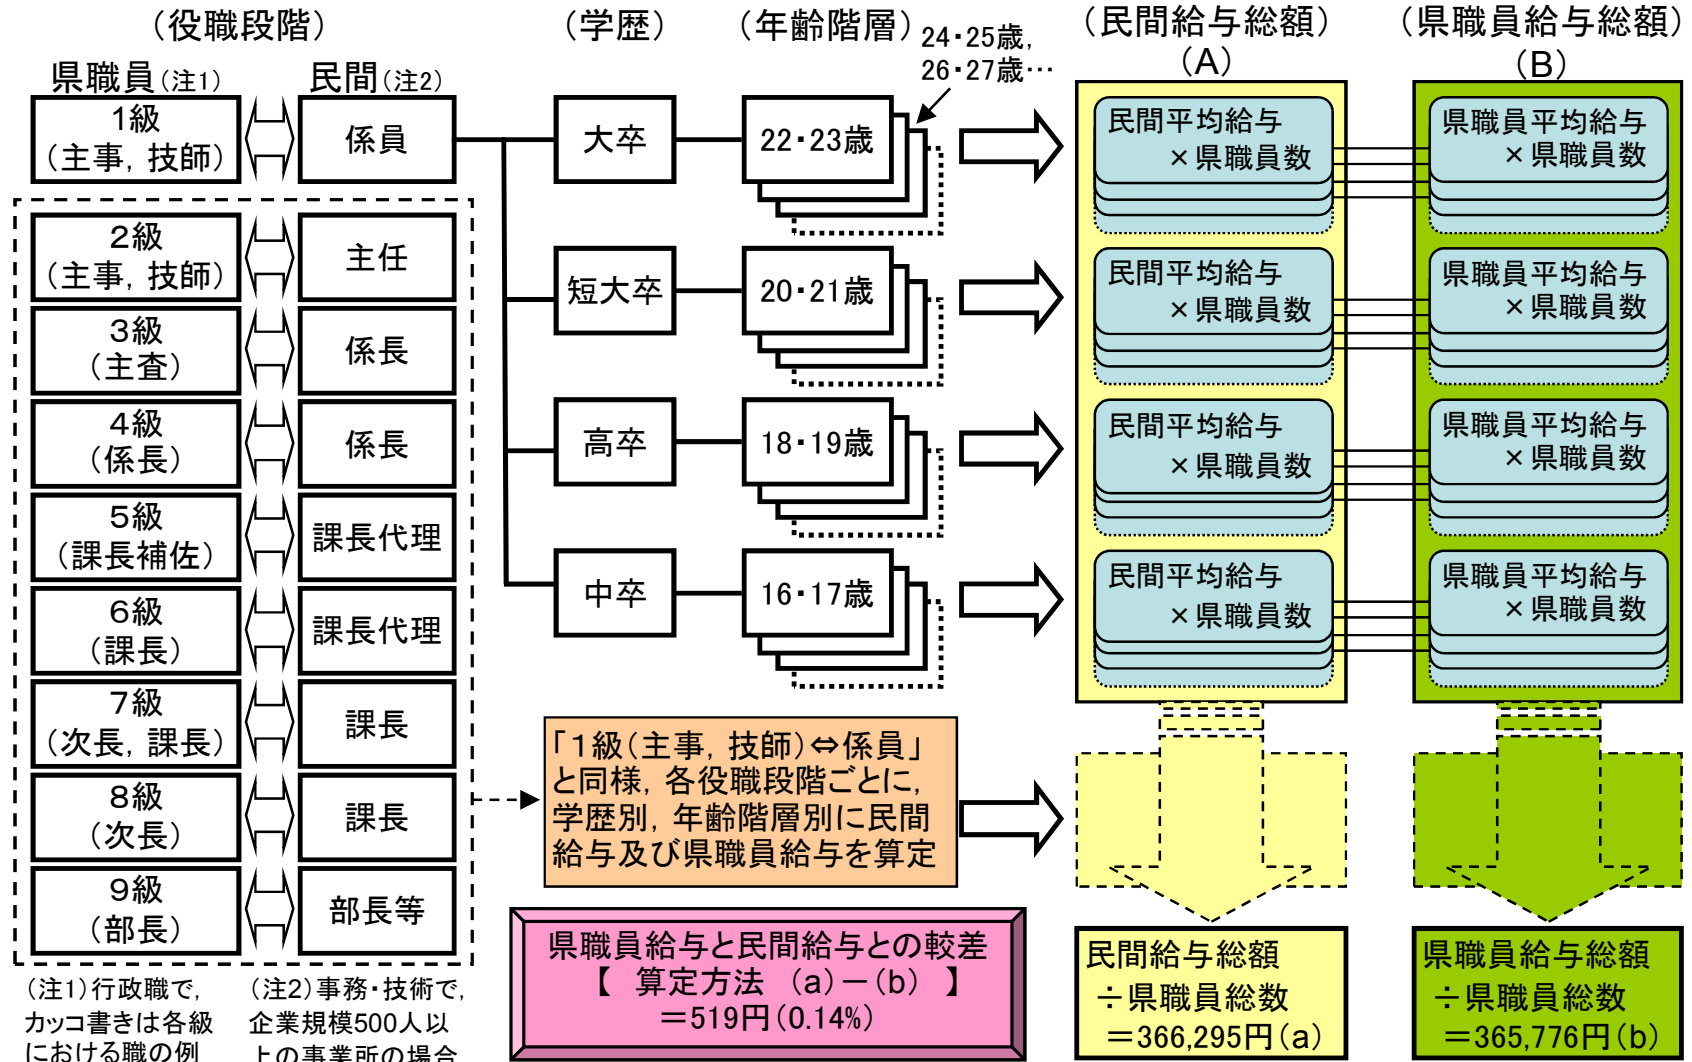 （役職段階）
（学歴）
（年齢階層）
24・25歳，
26・27歳…
（民間給与総額）
（A）
（県職員給与総額）
（B）
県職員（注1）
民間（注2）
1級
（主事，技師）
係員
２級
（主事，技師）
主任
３級
（主査）
係長
４級
（係長）
係長
５級
（課長補佐）
課長代理
６級
（課長）
課長代理
７級
（次長，課長）
課長
８級
（次長）
課長
９級
（部長）
部長等
（注1）行政職で，
カッコ書きは各級
における職の例
（注2）事務・技術で，
企業規模500人以
上の事業所の場合
大卒
22・23歳
短大卒
20・21歳
高卒
18・19歳
中卒
16・17歳
「１級（主事，技師）⇔係員」
と同様，各役職段階ごとに，
学歴別，年齢階層別に民間
給与及び県職員給与を算定
県職員給与と民間給与との較差
【　算定方法　（a）－（b）　】
＝519円（0.14%）
民間平均給与
×県職員数
県職員平均給与
×県職員数
民間平均給与
×県職員数
県職員平均給与
×県職員数
民間平均給与
×県職員数
県職員平均給与
×県職員数
民間平均給与
×県職員数
県職員平均給与
×県職員数
民間給与総額
÷県職員総数
＝366,295円（a）
県職員給与総額
÷県職員総数
＝365,776円（b）